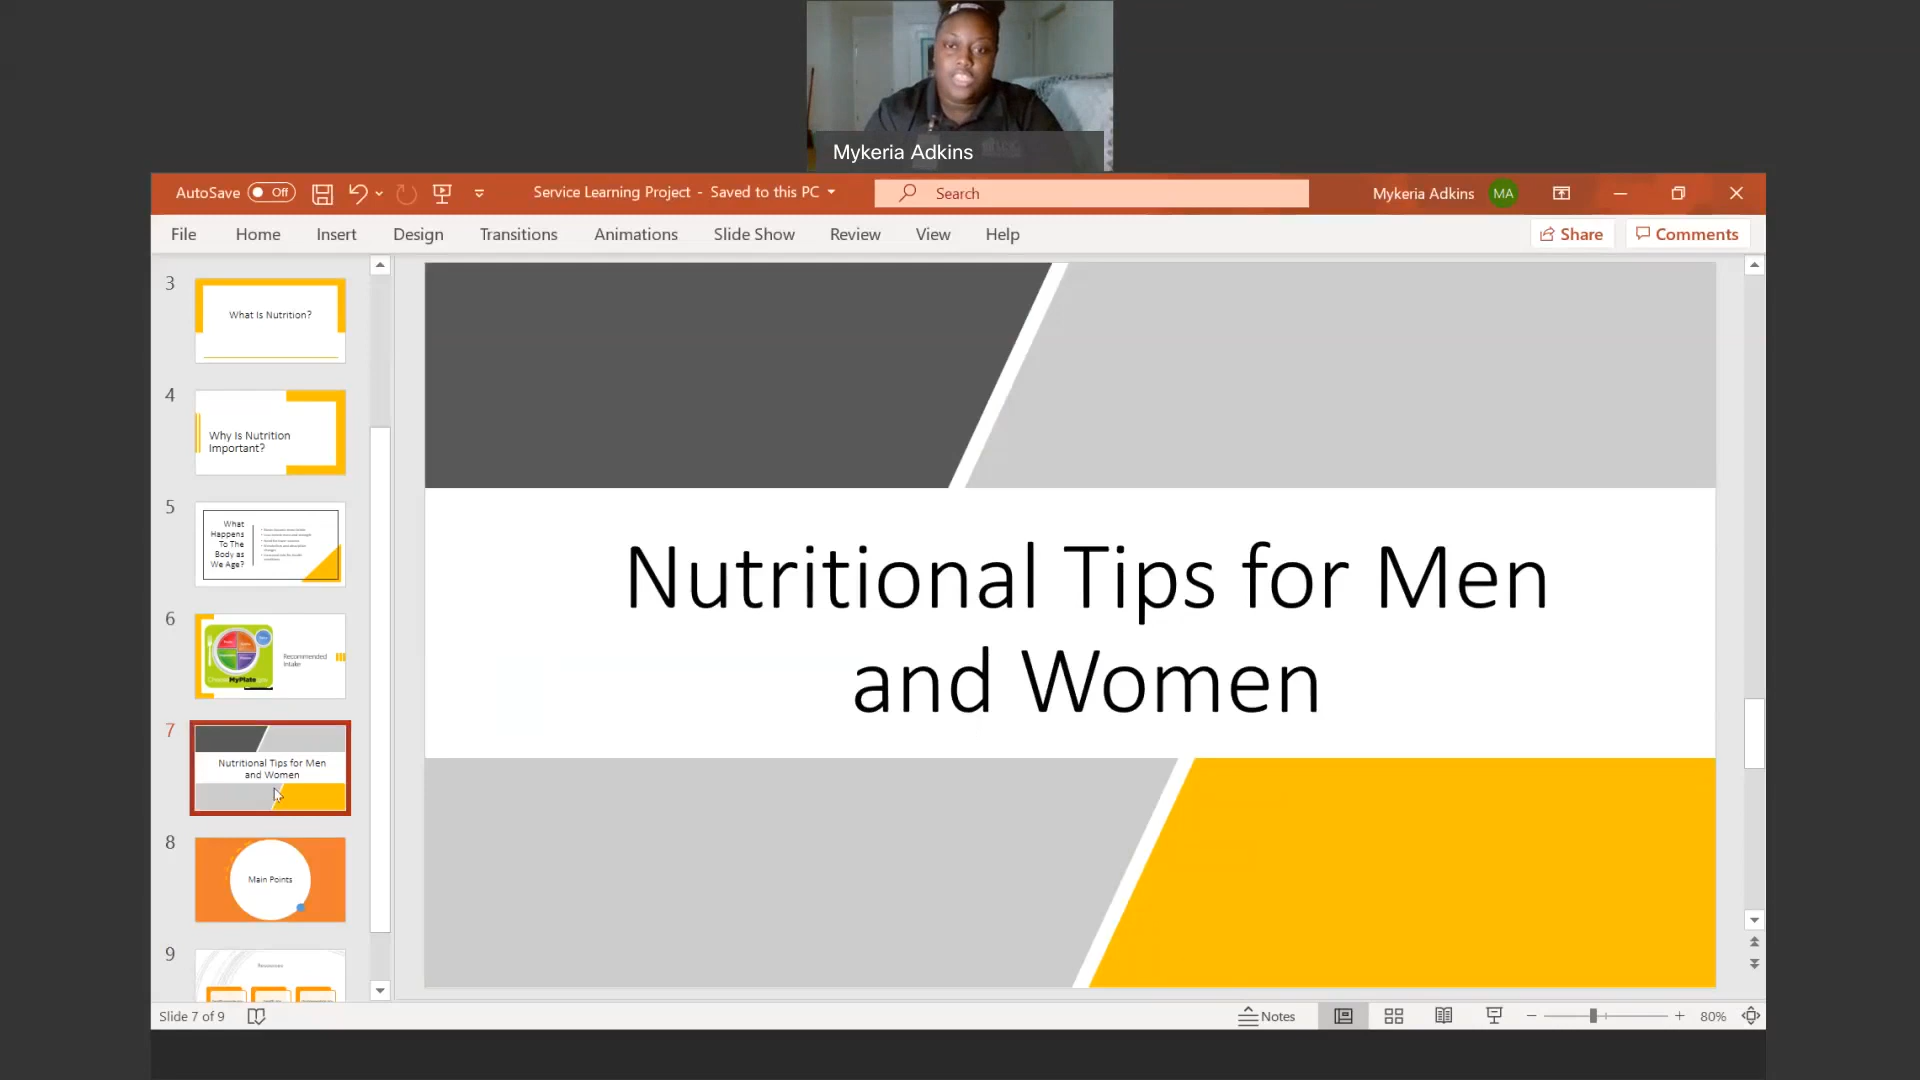 Mykeria Adkins
AutoSave Off
Service Learning Project - Saved to this PC
Search
Mykeria Adkins MA
File Home Insert Design Transitions Animations Slide Show Review View Help
Share Comments
3
What Is Nutrition?
4
Why Is Nutrition
Important?
5
What
Happens
To The
Body as
We Age?
6
Recommended
Intake
ChooseMyPlate.gov
7
Nutritional Tips for Men
and Women
8
Main Points
9
Resources
Nutritional Tips for Men
and Women
Slide 7 of 9
Notes
80%